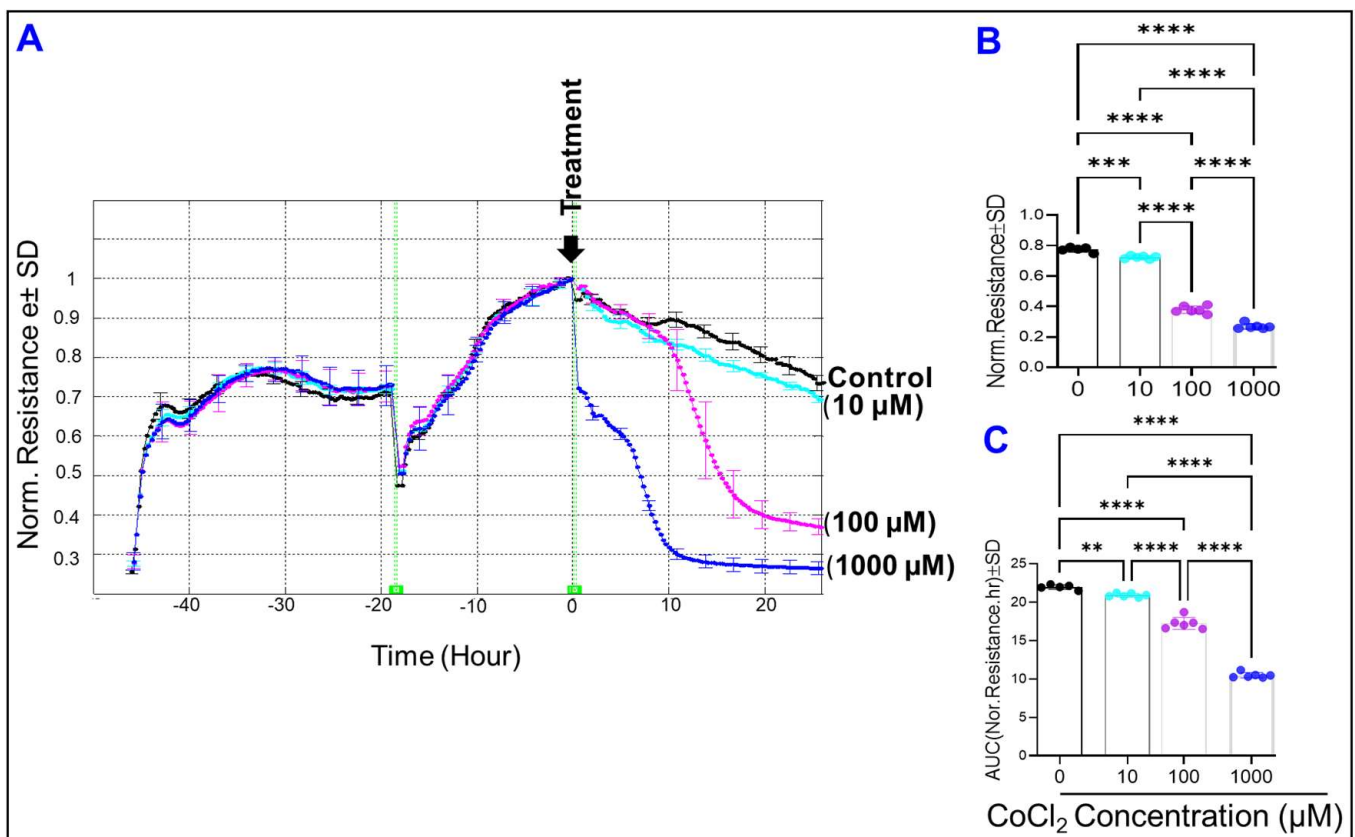 A
Treatment
Norm. Resistance e± SD
1
0.9
0.8
0.7
0.6
0.5
0.4
0.3
-40
-30
-20
-10
0
10
20
Time (Hour)
Control
(10 µM)
(100 µM)
(1000 µM)
B
****
****
****
*** ****
****
Norm.Resistance±SD
1.0
0.8
0.6
0.4
0.2
0.0
0 10 100 1000
C
****
****
****
** **** ****
AUC(Nor.Resistance.hr)±SD
25
20
15
10
5
0
0 10 100 1000
CoCl₂ Concentration (µM)